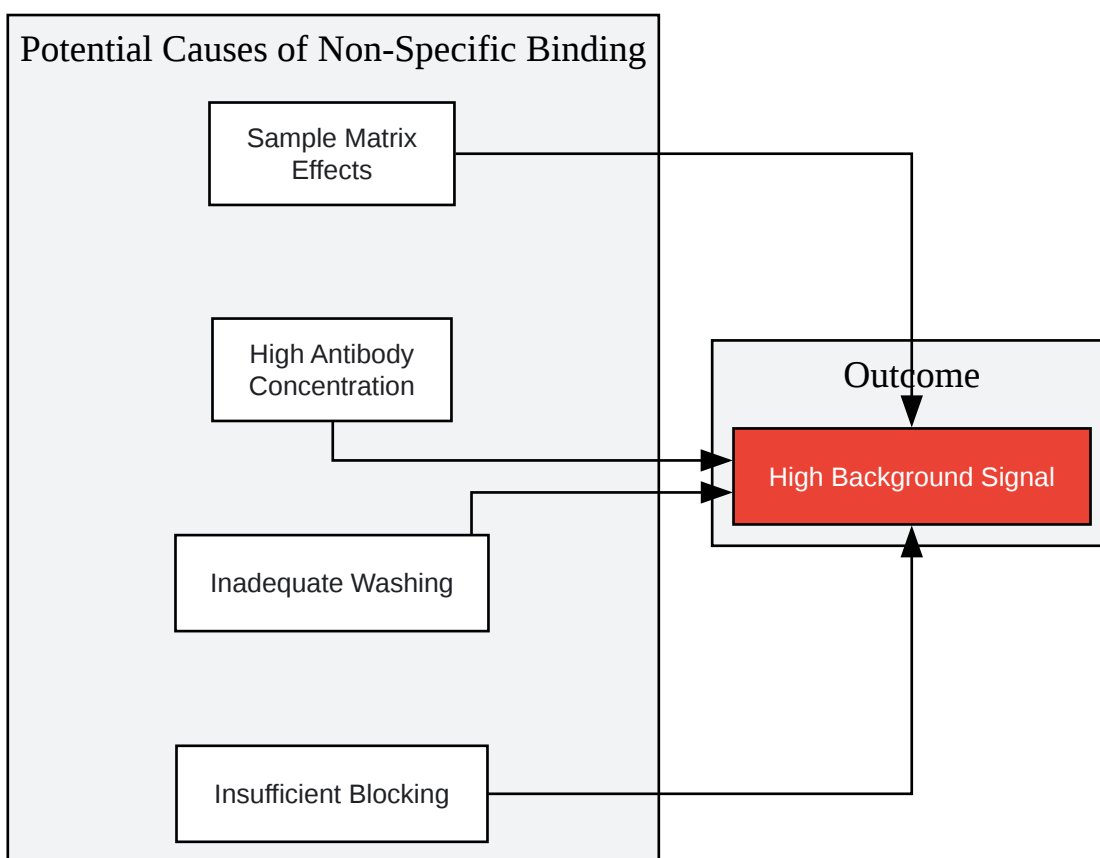 Potential Causes of Non-Specific Binding
Sample Matrix
Effects
High Antibody
Concentration
Outcome
High Background Signal
Inadequate Washing
Insufficient Blocking